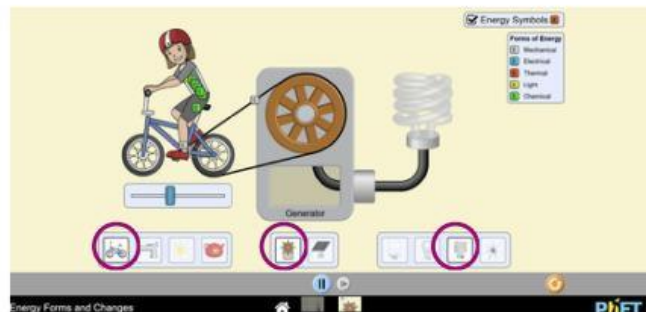 Energy Symbols
Forms of Energy
Mechanical
Electrical
Thermal
Light
Chemical
Generator
Energy Forms and Changes
PhET